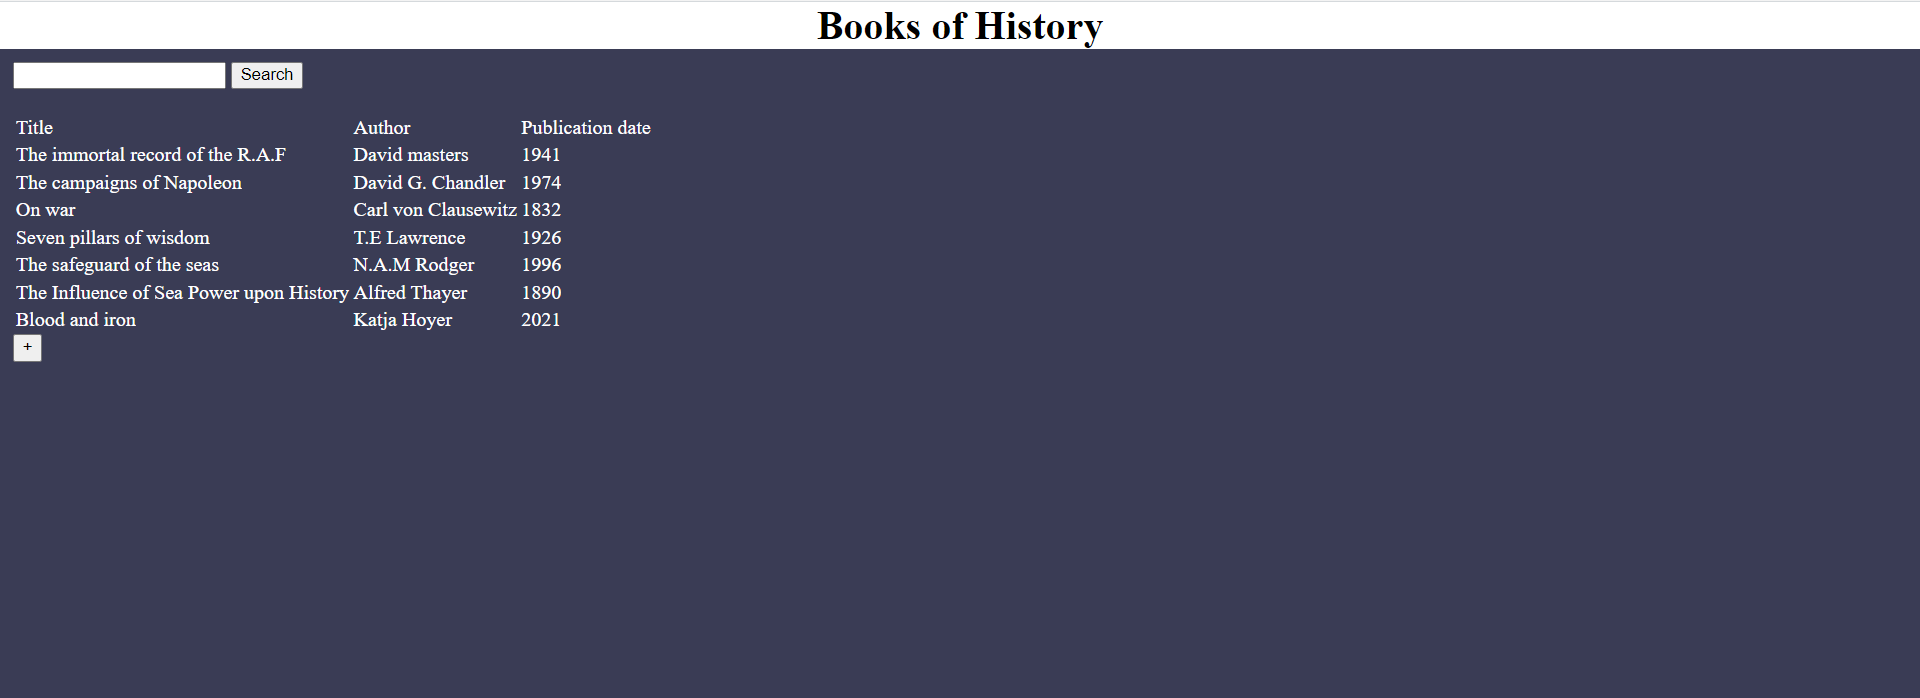 Books of History
Search
Title Author Publication date
The immortal record of the R.A.F David masters 1941
The campaigns of Napoleon David G. Chandler 1974
On war Carl von Clausewitz 1832
Seven pillars of wisdom T.E Lawrence 1926
The safeguard of the seas N.A.M Rodger 1996
The Influence of Sea Power upon History Alfred Thayer 1890
Blood and iron Katja Hoyer 2021
+